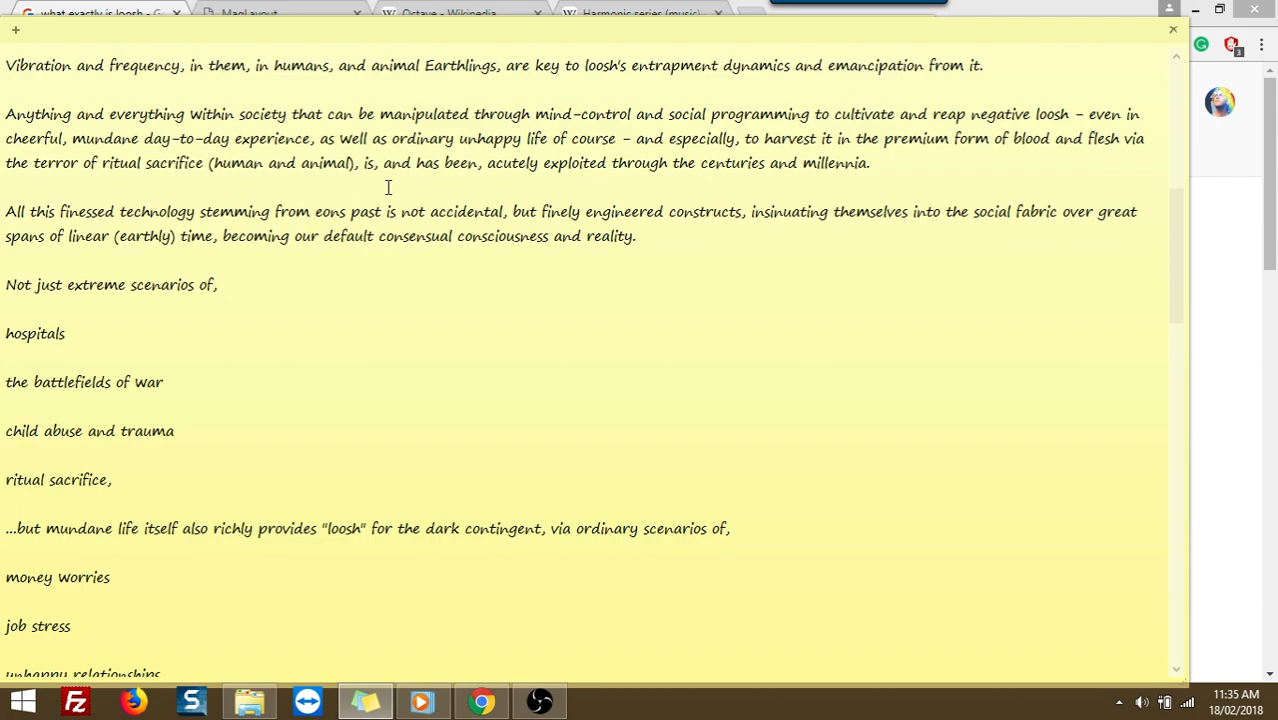 what exactly is loosh - G
MagLayout
Octave - Wikipedia
Harmonic series (music)
Vibration and frequency, in them, in humans, and animal Earthlings, are key to loosh's entrapment dynamics and emancipation from it.
Anything and everything within society that can be manipulated through mind-control and social programming to cultivate and reap negative loosh - even in
cheerful, mundane day-to-day experience, as well as ordinary unhappy life of course - and especially, to harvest it in the premium form of blood and flesh via
the terror of ritual sacrifice (human and animal), is, and has been, acutely exploited through the centuries and millennia.
All this finessed technology stemming from eons past is not accidental, but finely engineered constructs, insinuating themselves into the social fabric over great
spans of linear (earthly) time, becoming our default consensual consciousness and reality.
Not just extreme scenarios of,
hospitals
the battlefields of war
child abuse and trauma
ritual sacrifice,
...but mundane life itself also richly provides "loosh" for the dark contingent, via ordinary scenarios of,
money worries
job stress
unhappy relationships
11:35 AM
18/02/2018